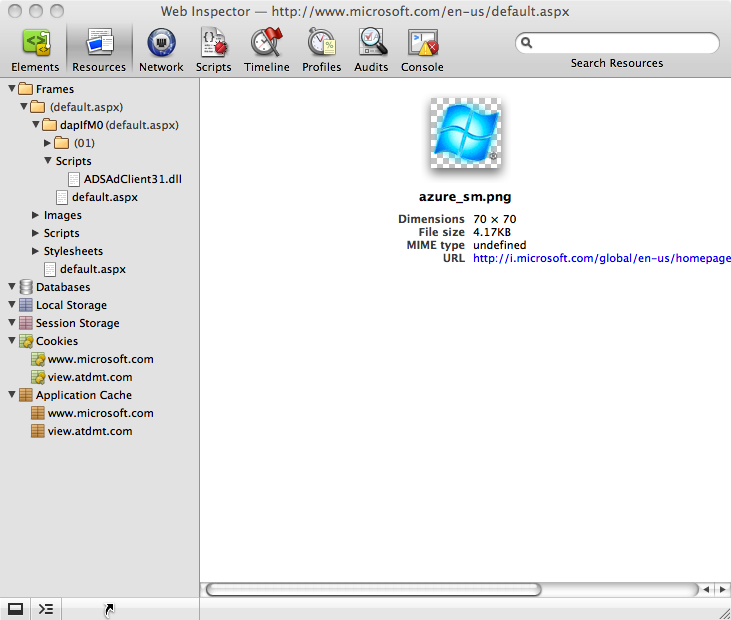 Web Inspector — http://www.microsoft.com/en-us/default.aspx
Elements Resources Network Scripts Timeline Profiles Audits Console
Search Resources
Frames
(default.aspx)
dapIfM0 (default.aspx)
(01)
Scripts
ADSAdClient31.dll
default.aspx
Images
Scripts
Stylesheets
default.aspx
Databases
Local Storage
Session Storage
Cookies
www.microsoft.com
view.atdmt.com
Application Cache
www.microsoft.com
view.atdmt.com
azure_sm.png
Dimensions 70 × 70
File size 4.17KB
MIME type undefined
URL http://i.microsoft.com/global/en-us/homepage